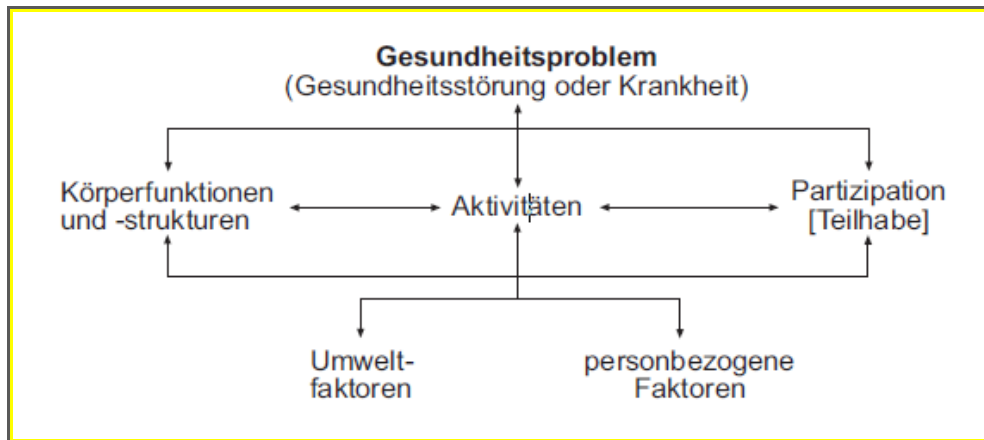 Gesundheitsproblem
(Gesundheitsstörung oder Krankheit)
Körperfunktionen
und -strukturen
Aktivitäten
Partizipation
[Teilhabe]
Umwelt-
faktoren
personbezogene
Faktoren